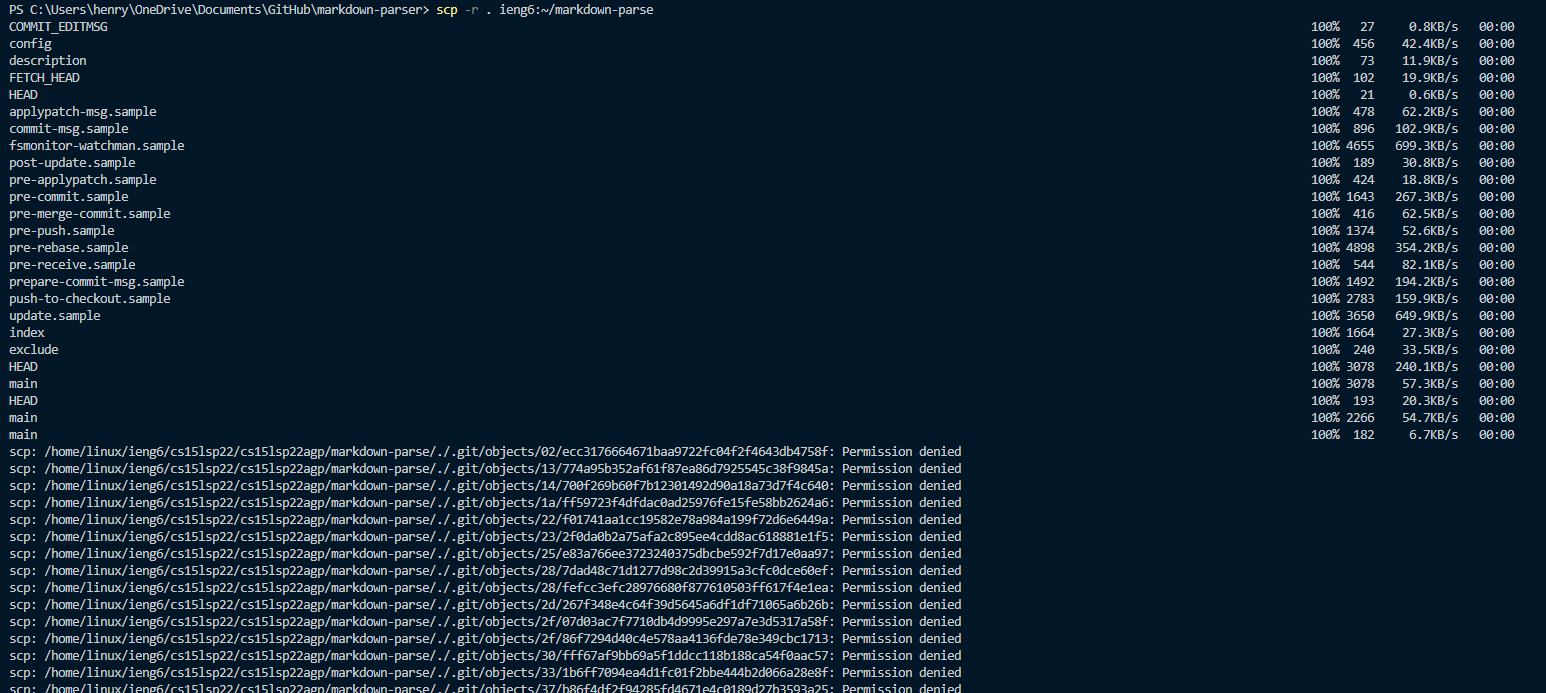 PS C:\Users\henry\OneDrive\Documents\GitHub\markdown-parser> scp -r . ieng6:~/markdown-parse
COMMIT_EDITMSG 100% 27 0.8KB/s 00:00
config 100% 456 42.4KB/s 00:00
description 100% 73 11.9KB/s 00:00
FETCH_HEAD 100% 102 19.9KB/s 00:00
HEAD 100% 21 0.6KB/s 00:00
applypatch-msg.sample 100% 478 62.2KB/s 00:00
commit-msg.sample 100% 896 102.9KB/s 00:00
fsmonitor-watchman.sample 100% 4655 699.3KB/s 00:00
post-update.sample 100% 189 30.8KB/s 00:00
pre-applypatch.sample 100% 424 18.8KB/s 00:00
pre-commit.sample 100% 1643 267.3KB/s 00:00
pre-merge-commit.sample 100% 416 62.5KB/s 00:00
pre-push.sample 100% 1374 52.6KB/s 00:00
pre-rebase.sample 100% 4898 354.2KB/s 00:00
pre-receive.sample 100% 544 82.1KB/s 00:00
prepare-commit-msg.sample 100% 1492 194.2KB/s 00:00
push-to-checkout.sample 100% 2783 159.9KB/s 00:00
update.sample 100% 3650 649.9KB/s 00:00
index 100% 1664 27.3KB/s 00:00
exclude 100% 240 33.5KB/s 00:00
HEAD 100% 3078 240.1KB/s 00:00
main 100% 3078 57.3KB/s 00:00
HEAD 100% 193 20.3KB/s 00:00
main 100% 2266 54.7KB/s 00:00
main 100% 182 6.7KB/s 00:00
scp: /home/linux/ieng6/cs15lsp22/cs15lsp22agp/markdown-parse/./.git/objects/02/ecc3176664671baa9722fc04f2f4643db4758f: Permission denied
scp: /home/linux/ieng6/cs15lsp22/cs15lsp22agp/markdown-parse/./.git/objects/13/774a95b352af61f87ea86d7925545c38f9845a: Permission denied
scp: /home/linux/ieng6/cs15lsp22/cs15lsp22agp/markdown-parse/./.git/objects/14/700f269b60f7b12301492d90a18a73d7f4c640: Permission denied
scp: /home/linux/ieng6/cs15lsp22/cs15lsp22agp/markdown-parse/./.git/objects/1a/ff59723f4dfdac0ad25976fe15fe58bb2624a6: Permission denied
scp: /home/linux/ieng6/cs15lsp22/cs15lsp22agp/markdown-parse/./.git/objects/22/f01741aa1cc19582e78a984a199f72d6e6449a: Permission denied
scp: /home/linux/ieng6/cs15lsp22/cs15lsp22agp/markdown-parse/./.git/objects/23/2f0da0b2a75afa2c895ee4cdd8ac618881e1f5: Permission denied
scp: /home/linux/ieng6/cs15lsp22/cs15lsp22agp/markdown-parse/./.git/objects/25/e83a766ee3723240375dbcbe592f7d17e0aa97: Permission denied
scp: /home/linux/ieng6/cs15lsp22/cs15lsp22agp/markdown-parse/./.git/objects/28/7dad48c71d1277d98c2d39915a3cfc0dce60ef: Permission denied
scp: /home/linux/ieng6/cs15lsp22/cs15lsp22agp/markdown-parse/./.git/objects/28/fefcc3efc28976680f877610503ff617f4e1ea: Permission denied
scp: /home/linux/ieng6/cs15lsp22/cs15lsp22agp/markdown-parse/./.git/objects/2d/267f348e4c64f39d5645a6df1df71065a6b26b: Permission denied
scp: /home/linux/ieng6/cs15lsp22/cs15lsp22agp/markdown-parse/./.git/objects/2f/07d03ac7f7710db4d9995e297a7e3d5317a58f: Permission denied
scp: /home/linux/ieng6/cs15lsp22/cs15lsp22agp/markdown-parse/./.git/objects/2f/86f7294d40c4e578aa4136fde78e349cbc1713: Permission denied
scp: /home/linux/ieng6/cs15lsp22/cs15lsp22agp/markdown-parse/./.git/objects/30/fff67af9bb69a5f1ddcc118b188ca54f0aac57: Permission denied
scp: /home/linux/ieng6/cs15lsp22/cs15lsp22agp/markdown-parse/./.git/objects/33/1b6ff7094ea4d1fc01f2bbe444b2d066a28e8f: Permission denied
scp: /home/linux/ieng6/cs15lsp22/cs15lsp22agp/markdown-parse/./.git/objects/37/b86f4df2f94285fd4671e4c0189d27b3593a25: Permission denied